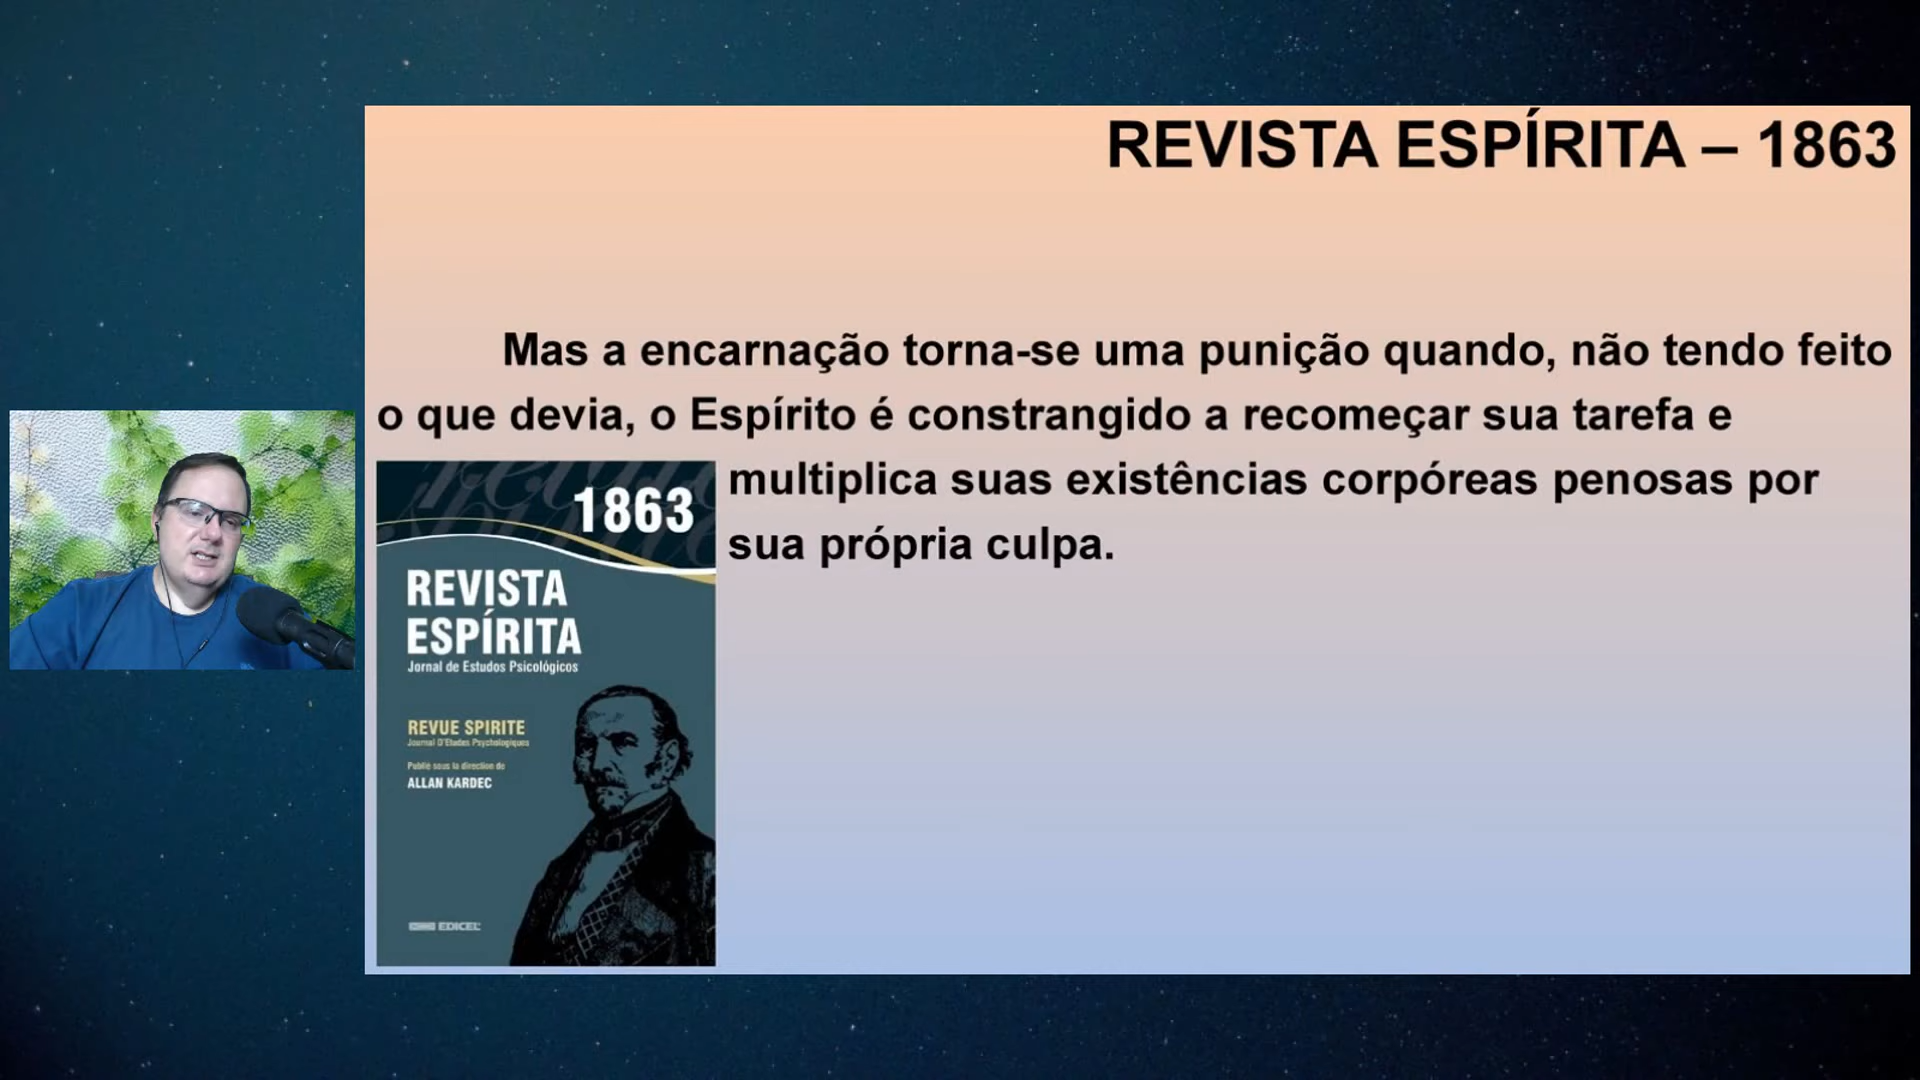 REVISTA ESPÍRITA – 1863
Mas a encarnação torna-se uma punição quando, não tendo feito
o que devia, o Espírito é constrangido a recomeçar sua tarefa e
multiplica suas existências corpóreas penosas por
sua própria culpa.
1863
REVISTA
ESPÍRITA
Jornal de Estudos Psicológicos
REVUE SPIRITE
Journal D'Etudes Psychologiques
Publié sous la direction de
ALLAN KARDEC
EDICEL